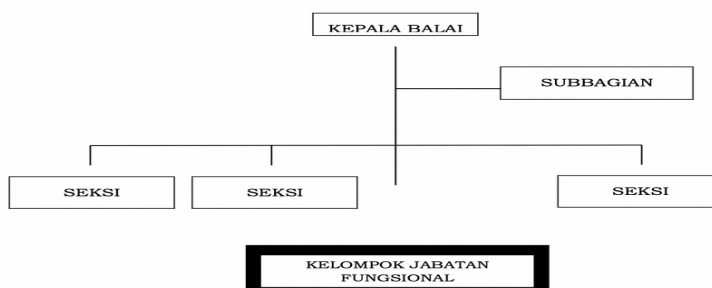 KEPALA BALAI
SUBBAGIAN
SEKSI
SEKSI
SEKSI
KELOMPOK JABATAN
FUNGSIONAL